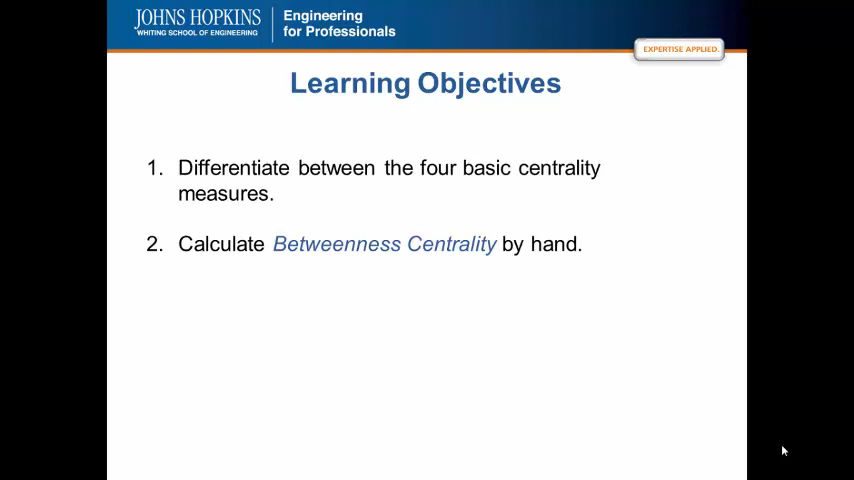 JOHNS HOPKINS
WHITING SCHOOL OF ENGINEERING
Engineering
for Professionals
EXPERTISE APPLIED.
Learning Objectives
1. Differentiate between the four basic centrality
measures.
2. Calculate Betweenness Centrality by hand.